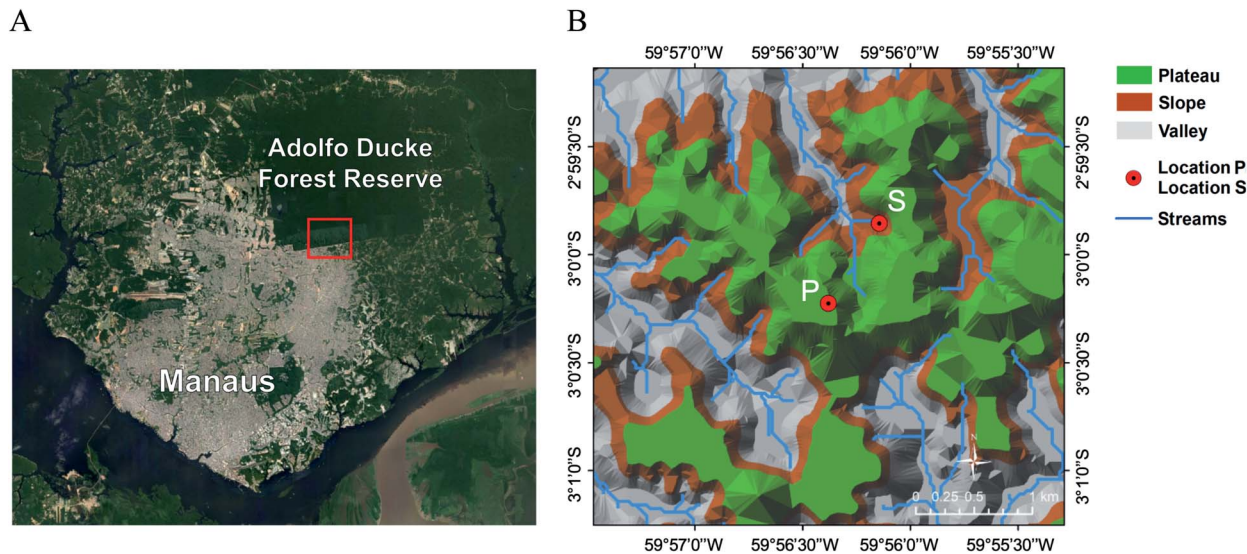 A
B
Adolfo Ducke
Forest Reserve
Manaus
59°57'0"W 59°56'30"W 59°56'0"W 59°55'30"W
2°59'30"S
3°0'0"S
3°0'30"S
3°1'0"S
2°59'30"S
3°0'0"S
3°0'30"S
3°1'0"S
S
P
N
0 0.25 0.5 1 km
59°57'0"W 59°56'30"W 59°56'0"W 59°55'30"W
Plateau
Slope
Valley
Location P
Location S
Streams